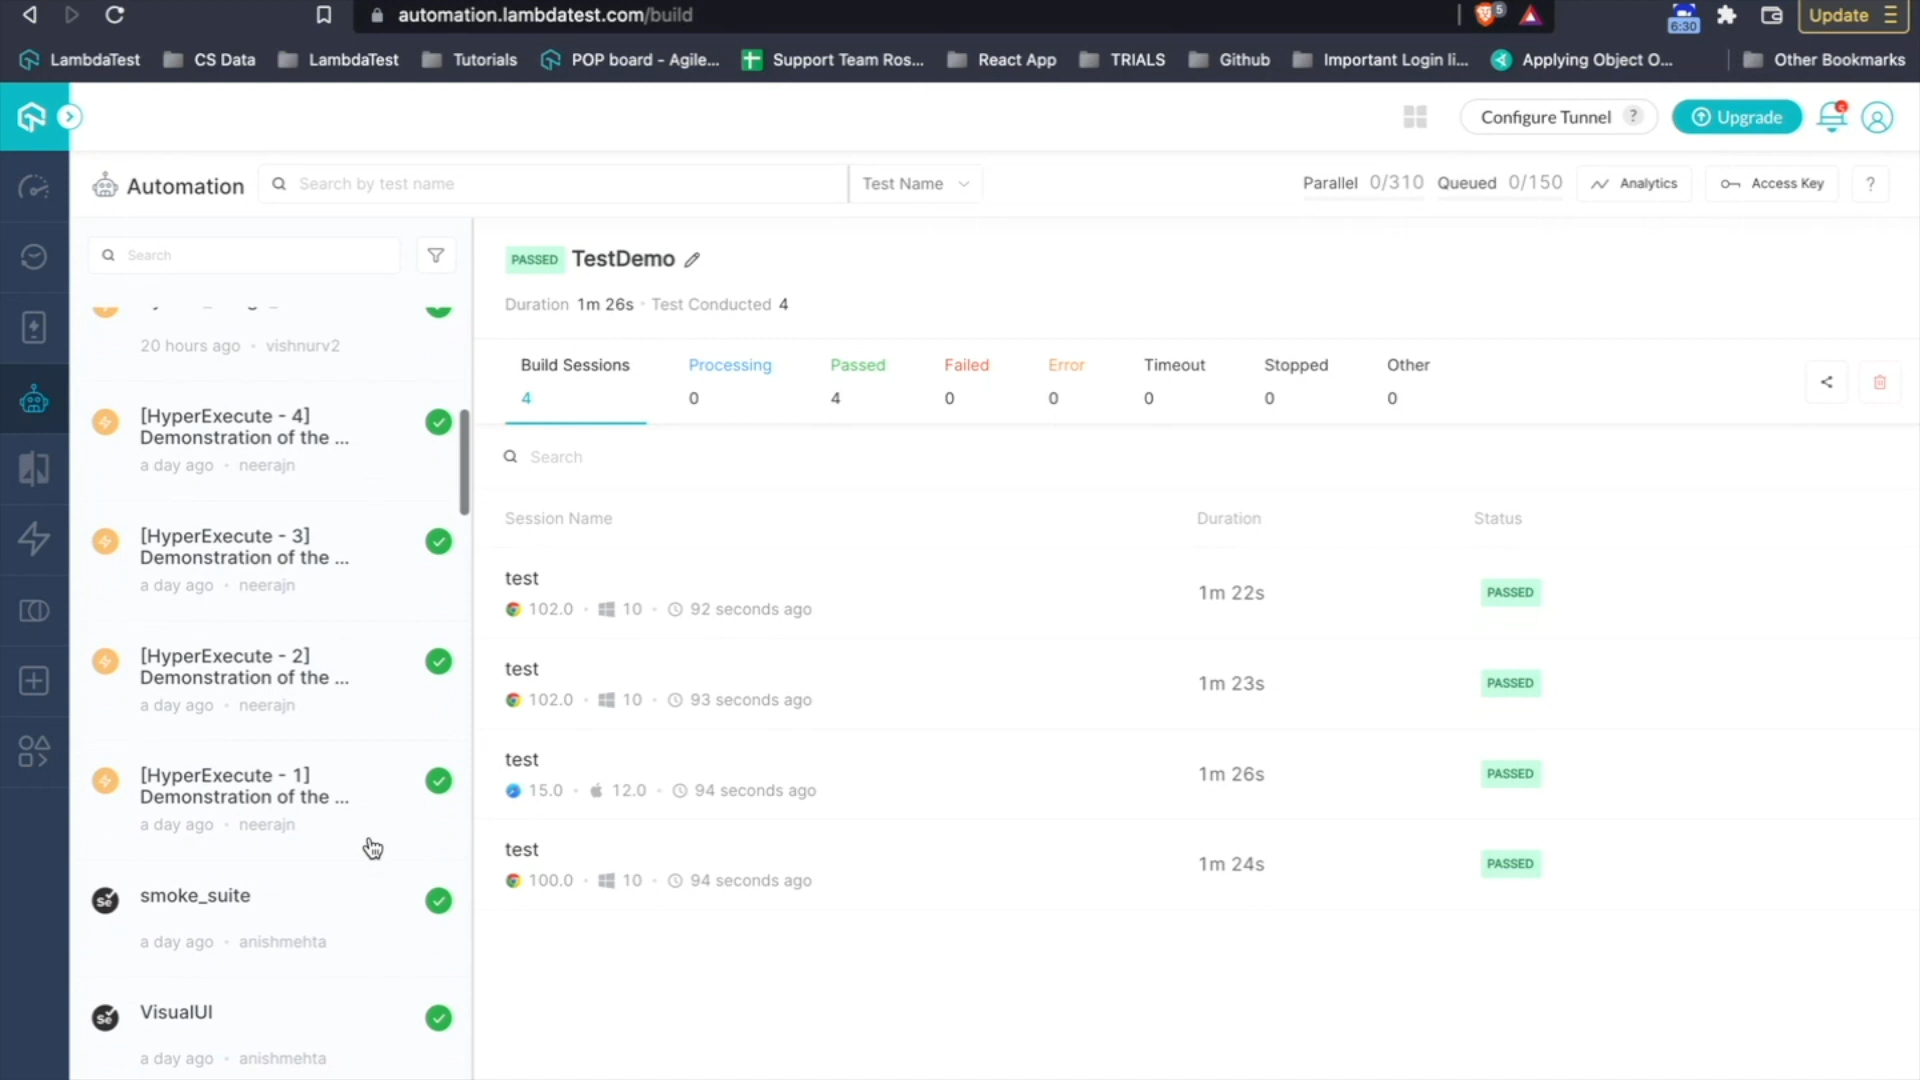 automation.lambdatest.com/build
5
6:30
Update
LambdaTest
CS Data
LambdaTest
Tutorials
POP board - Agile...
Support Team Ros...
React App
TRIALS
Github
Important Login li...
Applying Object O...
Other Bookmarks
Configure Tunnel ?
Upgrade
Automation
Search by test name
Test Name
Parallel 0/310
Queued 0/150
Analytics
Access Key
?
Search
20 hours ago • vishnurv2
[HyperExecute - 4]
Demonstration of the ...
a day ago • neerajn
[HyperExecute - 3]
Demonstration of the ...
a day ago • neerajn
[HyperExecute - 2]
Demonstration of the ...
a day ago • neerajn
[HyperExecute - 1]
Demonstration of the ...
a day ago • neerajn
smoke_suite
a day ago • anishmehta
VisualUI
a day ago • anishmehta
PASSED TestDemo
Duration 1m 26s • Test Conducted 4
Build Sessions Processing Passed Failed Error Timeout Stopped Other
4 0 4 0 0 0 0 0
Search
Session Name Duration Status
test
102.0 • 10 • 92 seconds ago
1m 22s PASSED
test
102.0 • 10 • 93 seconds ago
1m 23s PASSED
test
15.0 • 12.0 • 94 seconds ago
1m 26s PASSED
test
100.0 • 10 • 94 seconds ago
1m 24s PASSED